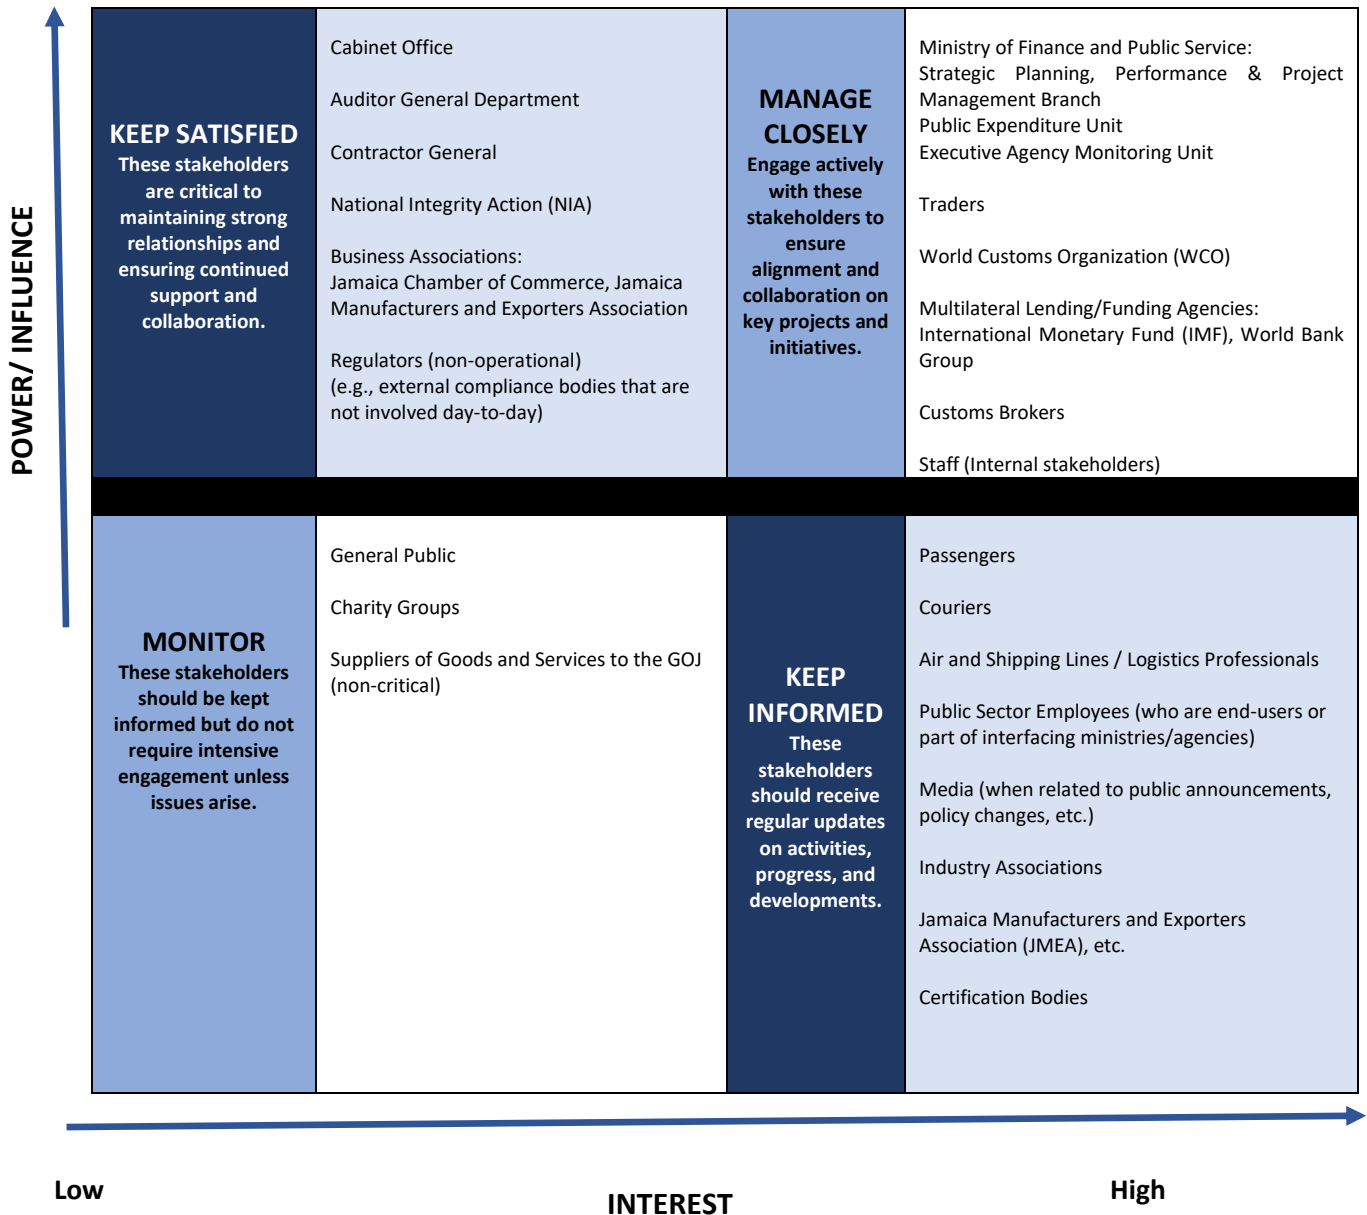 POWER/ INFLUENCE
KEEP SATISFIED
These stakeholders
are critical to
maintaining strong
relationships and
ensuring continued
support and
collaboration.
Cabinet Office
Auditor General Department
Contractor General
National Integrity Action (NIA)
Business Associations:
Jamaica Chamber of Commerce, Jamaica
Manufacturers and Exporters Association
Regulators (non-operational)
(e.g., external compliance bodies that are
not involved day-to-day)
MANAGE
CLOSELY
Engage actively
with these
stakeholders to
ensure
alignment and
collaboration on
key projects and
initiatives.
Ministry of Finance and Public Service:
Strategic Planning, Performance & Project
Management Branch
Public Expenditure Unit
Executive Agency Monitoring Unit
Traders
World Customs Organization (WCO)
Multilateral Lending/Funding Agencies:
International Monetary Fund (IMF), World Bank
Group
Customs Brokers
Staff (Internal stakeholders)
MONITOR
These stakeholders
should be kept
informed but do not
require intensive
engagement unless
issues arise.
General Public
Charity Groups
Suppliers of Goods and Services to the GOJ
(non-critical)
KEEP
INFORMED
These
stakeholders
should receive
regular updates
on activities,
progress, and
developments.
Passengers
Couriers
Air and Shipping Lines / Logistics Professionals
Public Sector Employees (who are end-users or
part of interfacing ministries/agencies)
Media (when related to public announcements,
policy changes, etc.)
Industry Associations
Jamaica Manufacturers and Exporters
Association (JMEA), etc.
Certification Bodies
Low
INTEREST
High